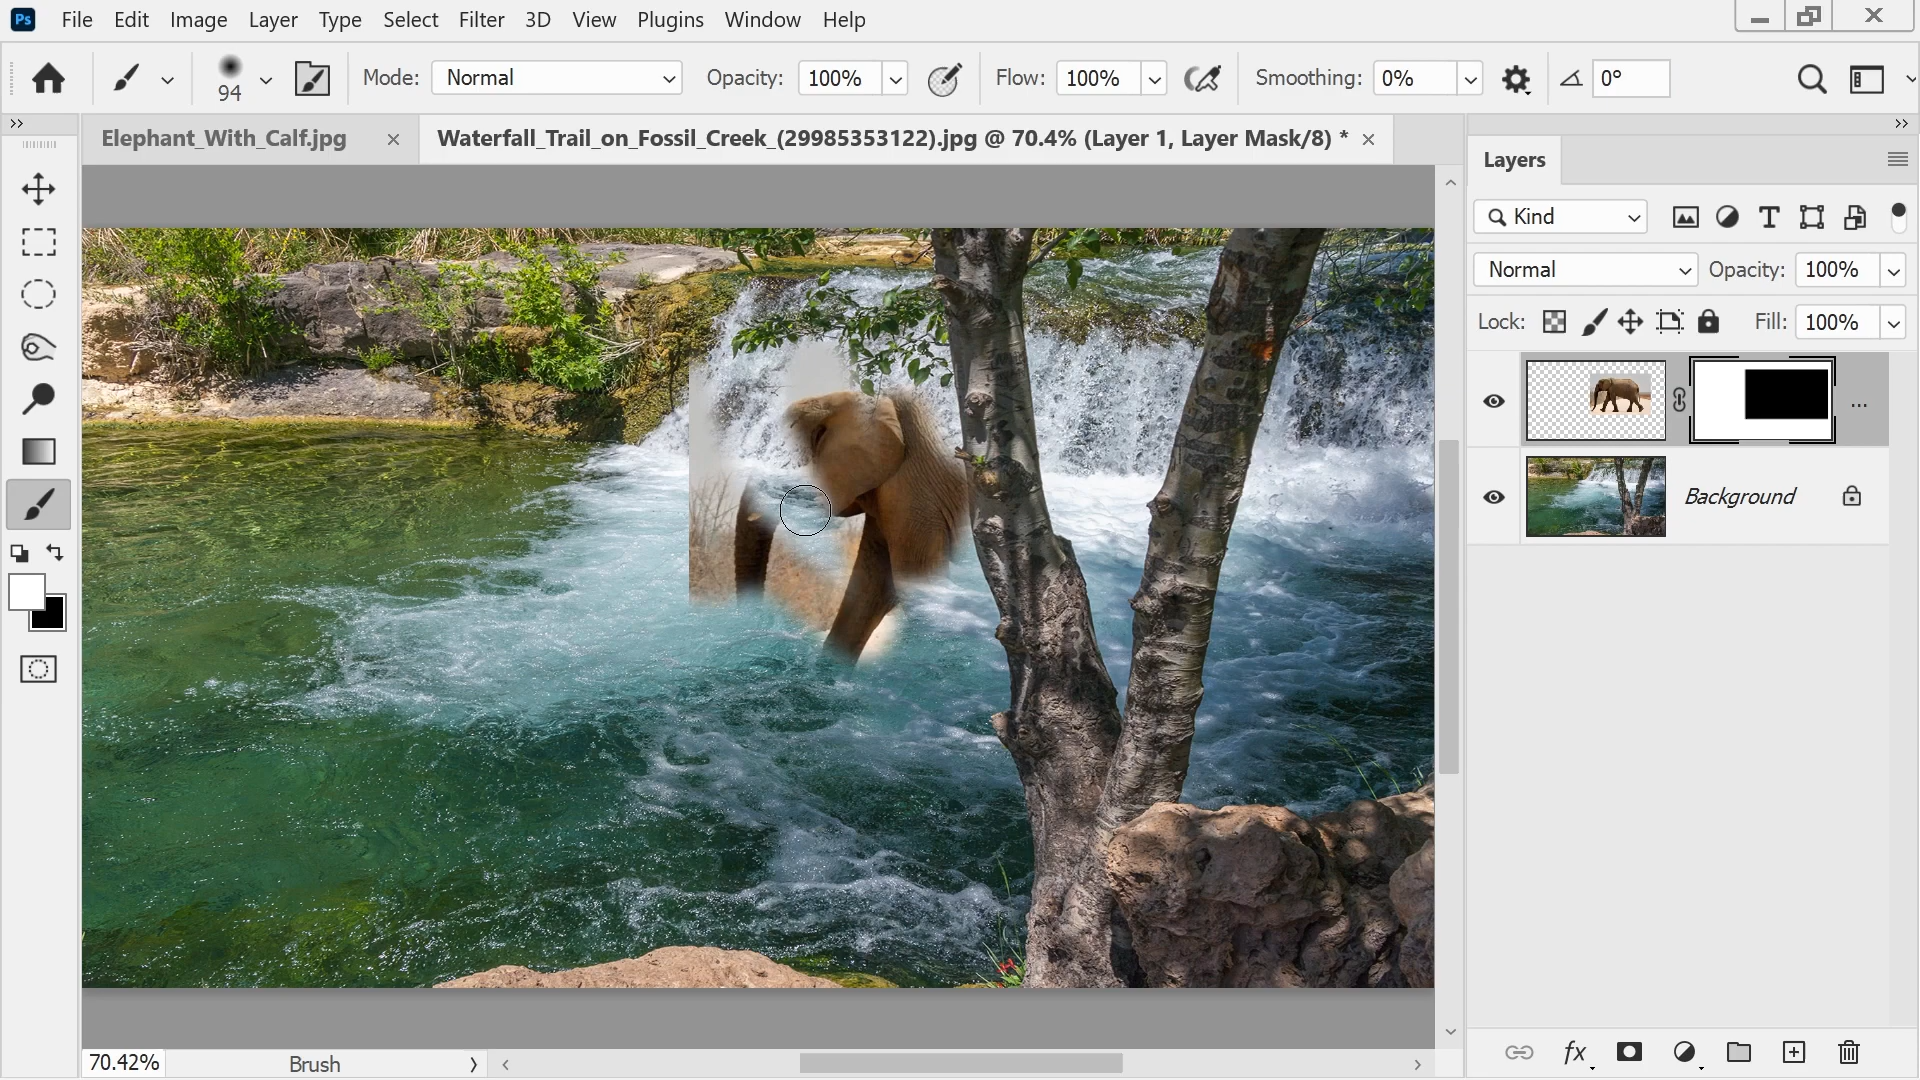 Ps File Edit Image Layer Type Select Filter 3D View Plugins Window Help
94 Mode: Normal Opacity: 100% Flow: 100% Smoothing: 0% 0°
Elephant_With_Calf.jpg Waterfall_Trail_on_Fossil_Creek_(29985353122).jpg @ 70.4% (Layer 1, Layer Mask/8) *
Layers
Kind
Normal Opacity: 100%
Lock: Fill: 100%
...
Background
fx
70.42% Brush